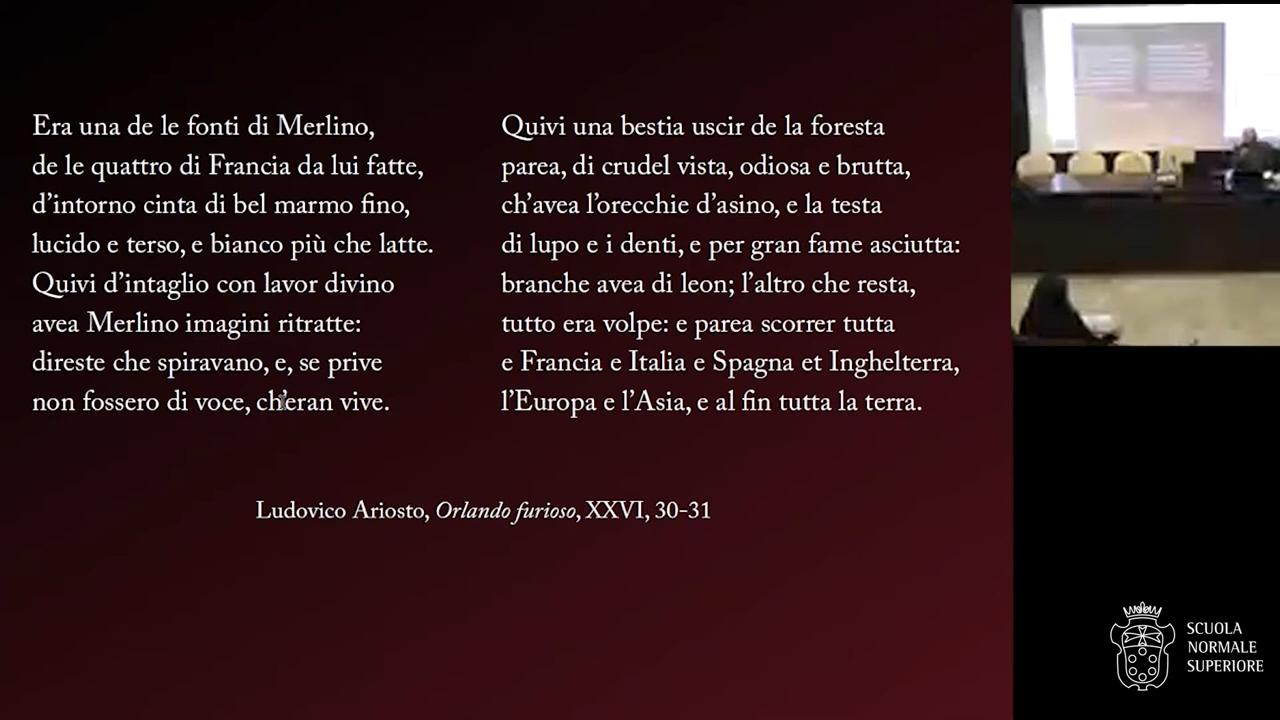 Era una de le fonti di Merlino,
de le quattro di Francia da lui fatte,
d’intorno cinta di bel marmo fino,
lucido e terso, e bianco più che latte.
Quivi d’intaglio con lavor divino
avea Merlino imagini ritratte:
direste che spiravano, e, se prive
non fossero di voce, ch’eran vive.
Quivi una bestia uscir de la foresta
parea, di crudel vista, odiosa e brutta,
ch’avea l’orecchie d’asino, e la testa
di lupo e i denti, e per gran fame asciutta:
branche avea di leon; l’altro che resta,
tutto era volpe: e parea scorrer tutta
e Francia e Italia e Spagna et Inghelterra,
l’Europa e l’Asia, e al fin tutta la terra.
Ludovico Ariosto, Orlando furioso, XXVI, 30-31
SCUOLA
NORMALE
SUPERIORE